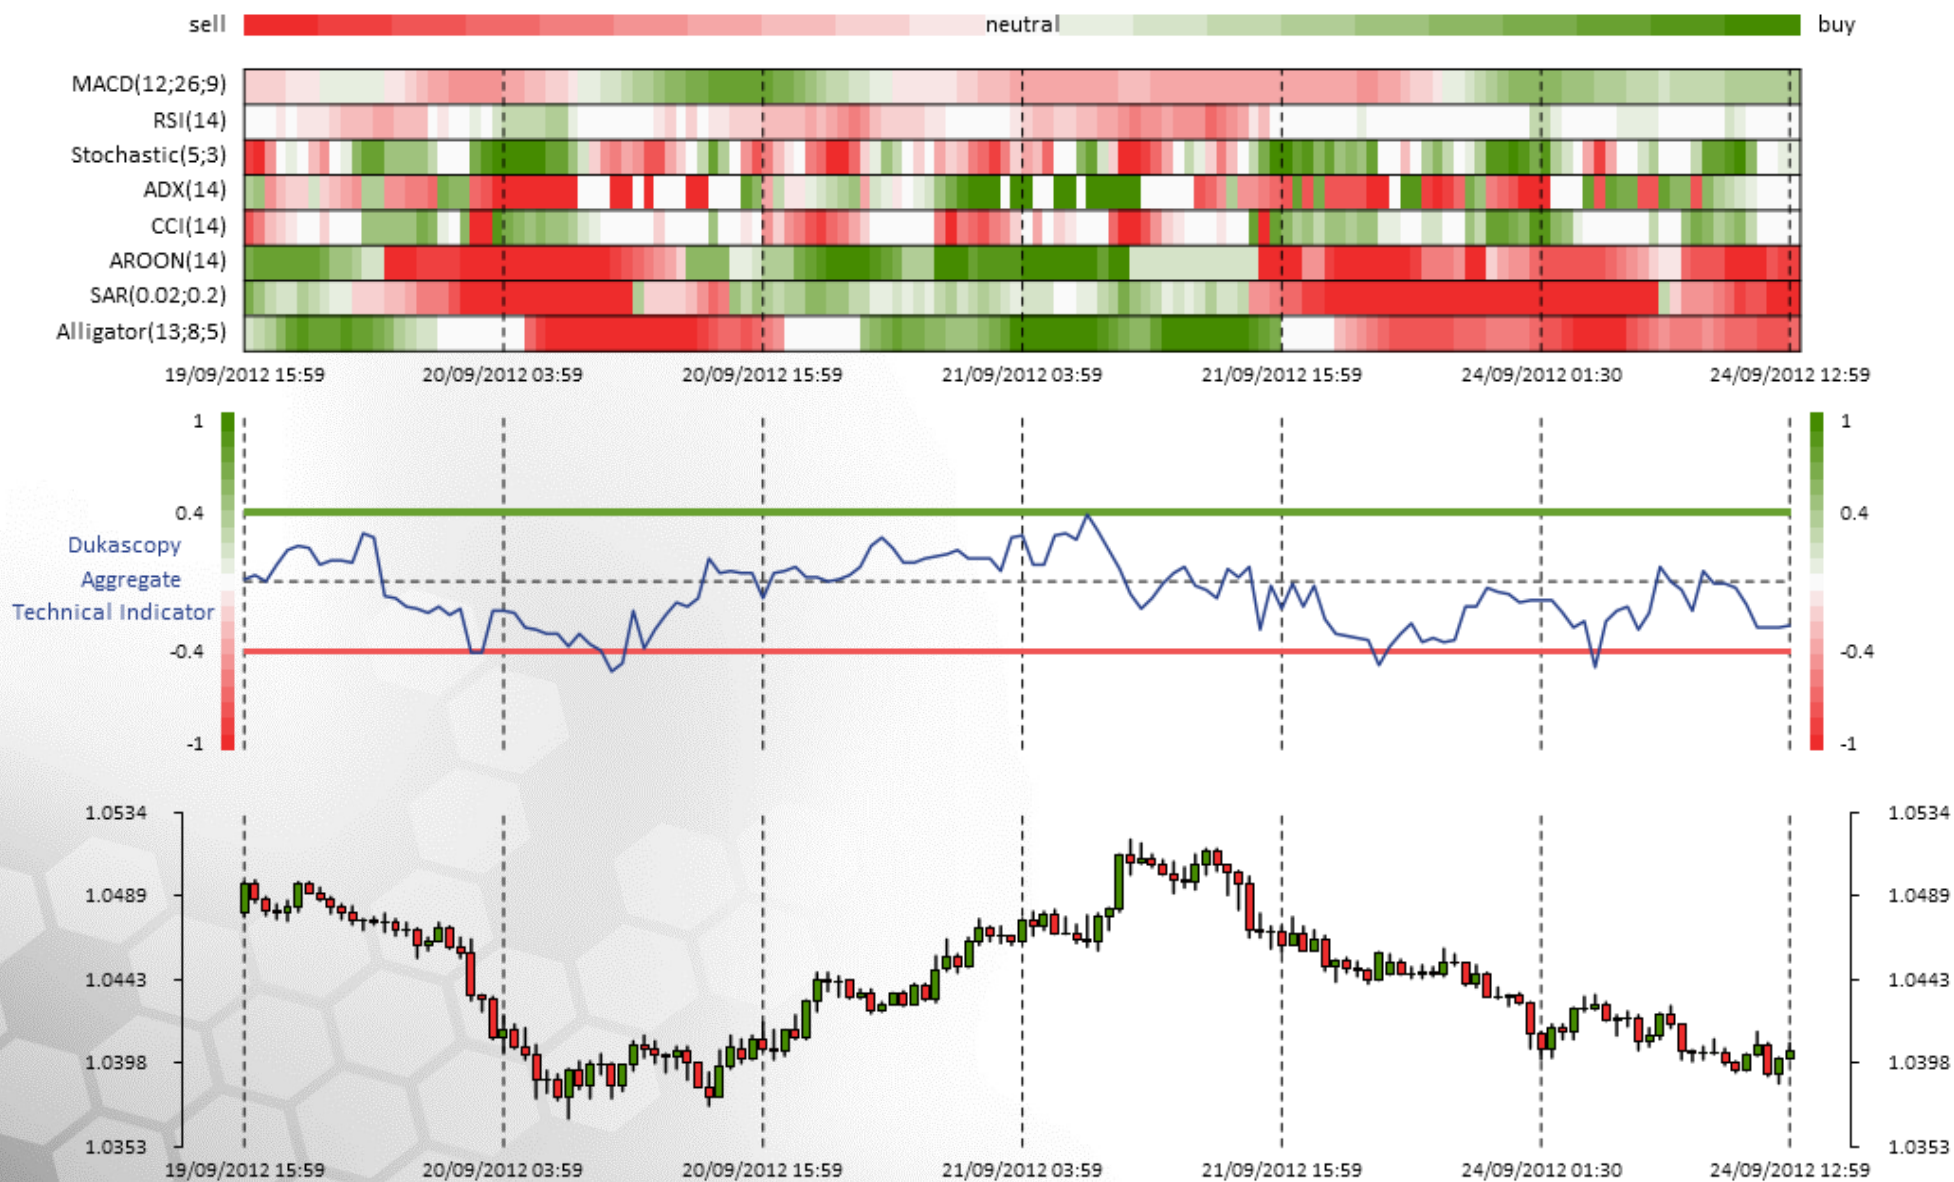 sell neutral buy
MACD(12;26;9)
RSI(14)
Stochastic(5;3)
ADX(14)
CCI(14)
AROON(14)
SAR(0.02;0.2)
Alligator(13;8;5)
19/09/2012 15:59 20/09/2012 03:59 20/09/2012 15:59 21/09/2012 03:59 21/09/2012 15:59 24/09/2012 01:30 24/09/2012 12:59
1 1
0.4 0.4
Dukascopy
Aggregate
Technical Indicator
-0.4 -0.4
-1 -1
1.0534 1.0534
1.0489 1.0489
1.0443 1.0443
1.0398 1.0398
1.0353 1.0353
19/09/2012 15:59 20/09/2012 03:59 20/09/2012 15:59 21/09/2012 03:59 21/09/2012 15:59 24/09/2012 01:30 24/09/2012 12:59